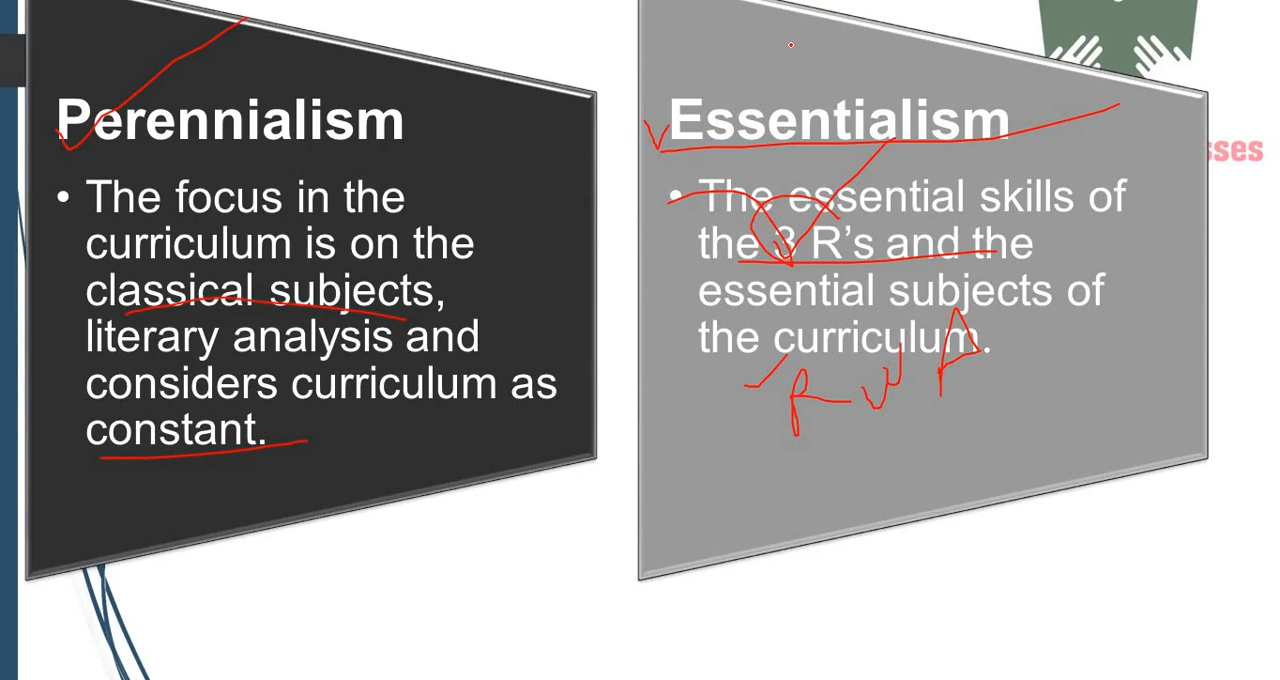 Perennialism
• The focus in the
curriculum is on the
classical subjects,
literary analysis and
considers curriculum as
constant.
Essentialism
• The essential skills of
the 3 R's and the
essential subjects of
the curriculum.
R W A
sses